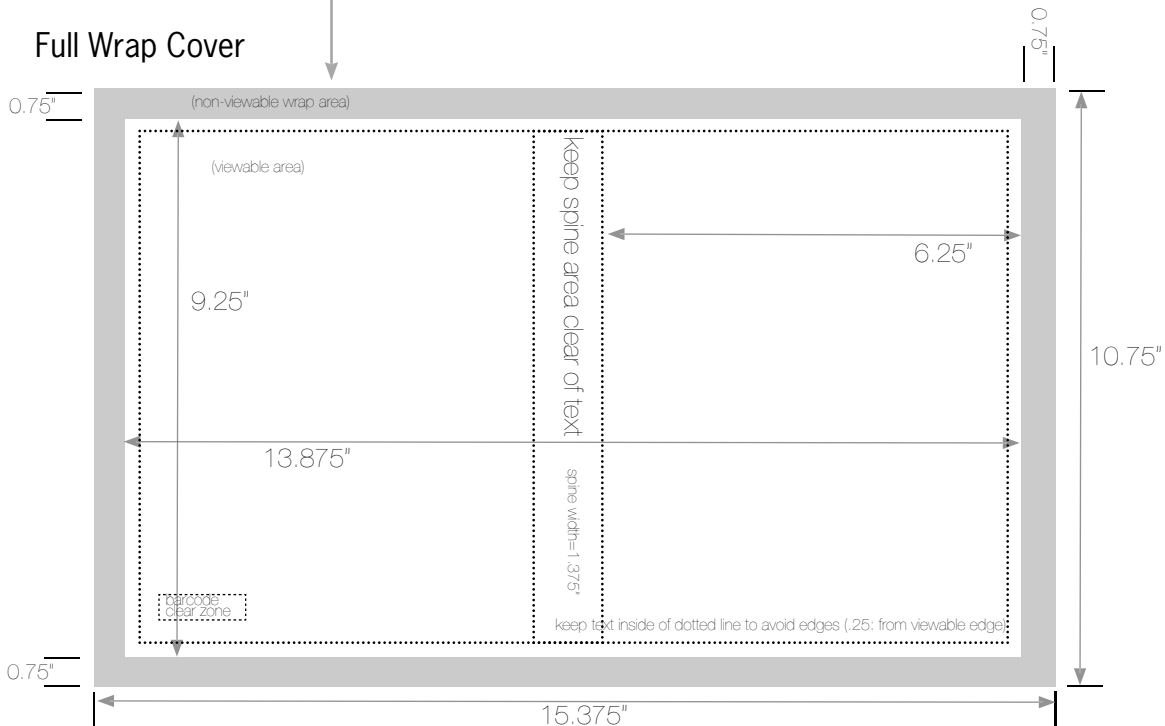 Full Wrap Cover
0.75"
0.75"
(non-viewable wrap area)
(viewable area)
keep spine area clear of text
6.25"
9.25"
10.75"
13.875"
spine width=1.375"
barcode
clear zone
keep text inside of dotted line to avoid edges (.25: from viewable edge)
0.75"
15.375"